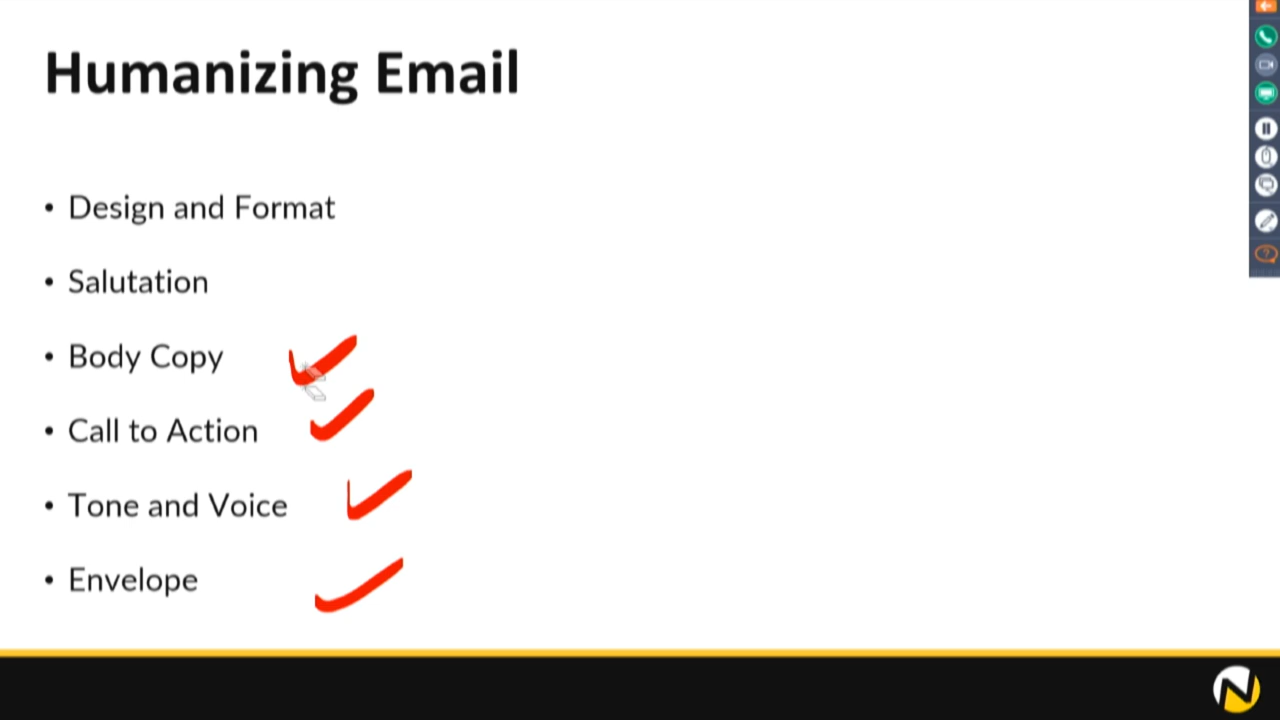 Humanizing Email
• Design and Format
• Salutation
• Body Copy
• Call to Action
• Tone and Voice
• Envelope